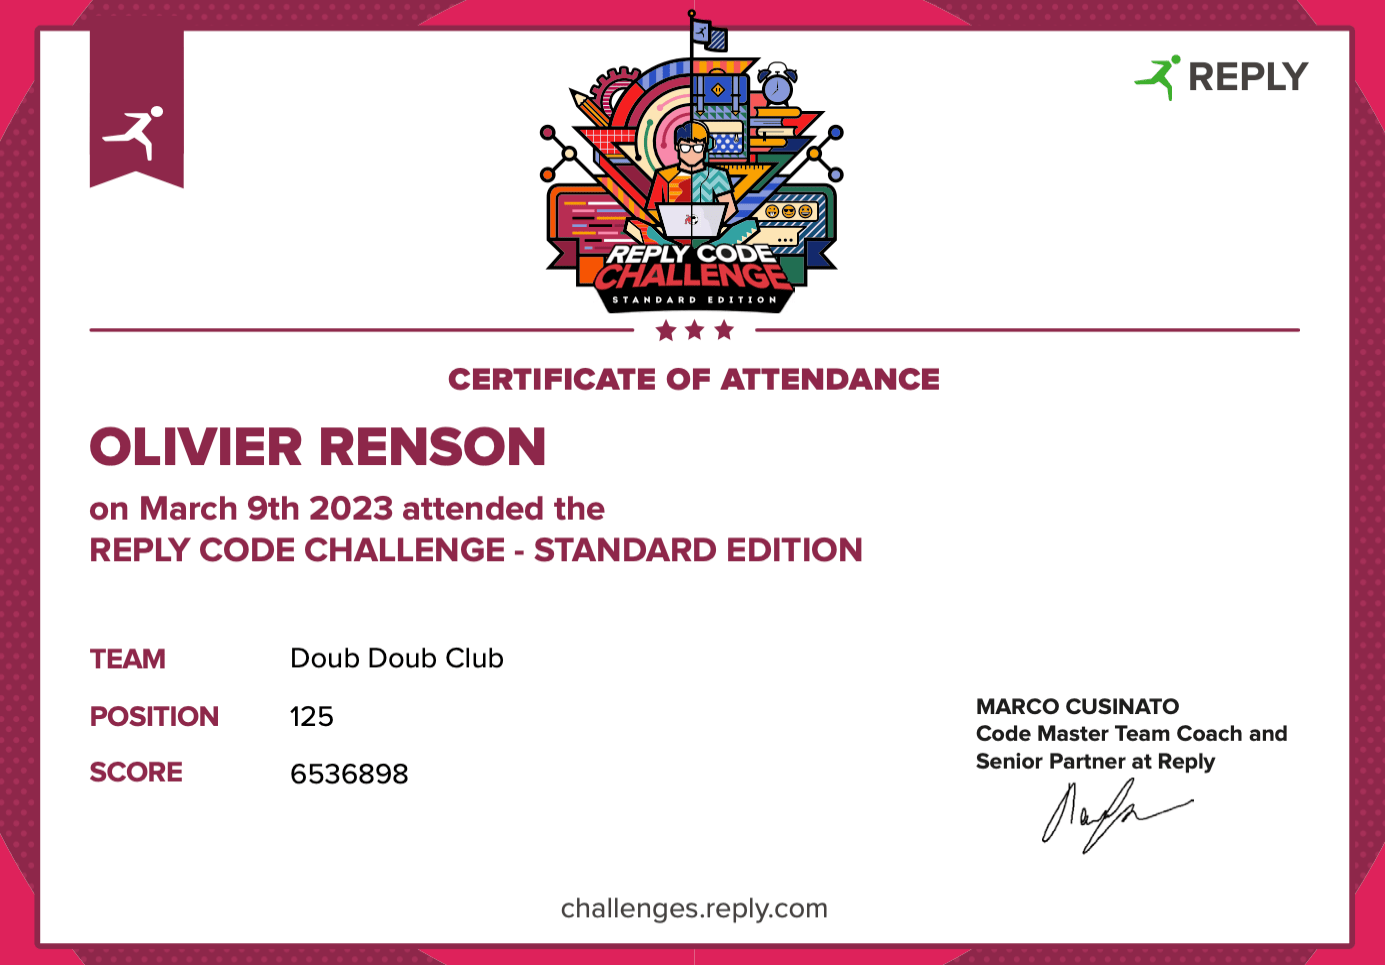 REPLY
REPLY CODE
CHALLENGE
STANDARD EDITION
CERTIFICATE OF ATTENDANCE
OLIVIER RENSON
on March 9th 2023 attended the
REPLY CODE CHALLENGE - STANDARD EDITION
TEAM Doub Doub Club
POSITION 125
SCORE 6536898
MARCO CUSINATO
Code Master Team Coach and
Senior Partner at Reply
challenges.reply.com